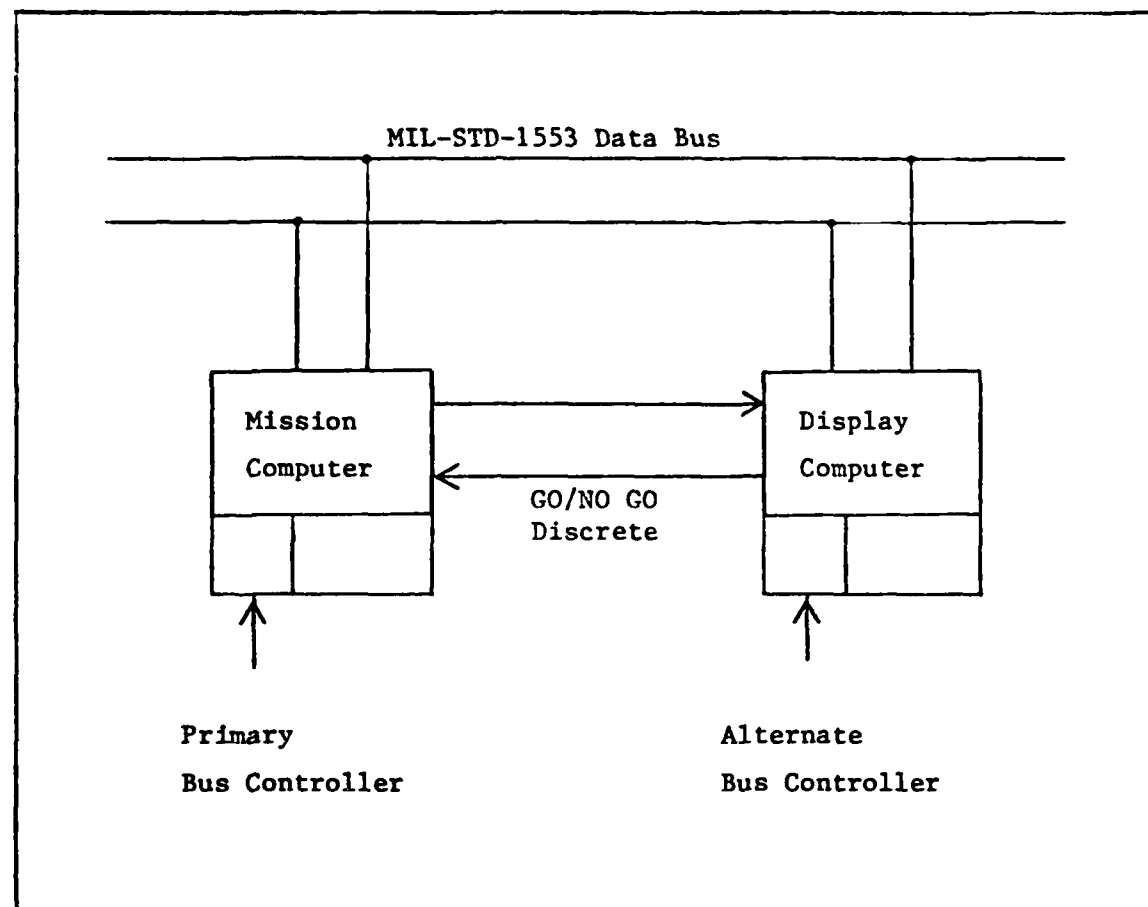 MIL-STD-1553 Data Bus
Mission
Computer
Display
Computer
GO/NO GO
Discrete
Primary
Bus Controller
Alternate
Bus Controller